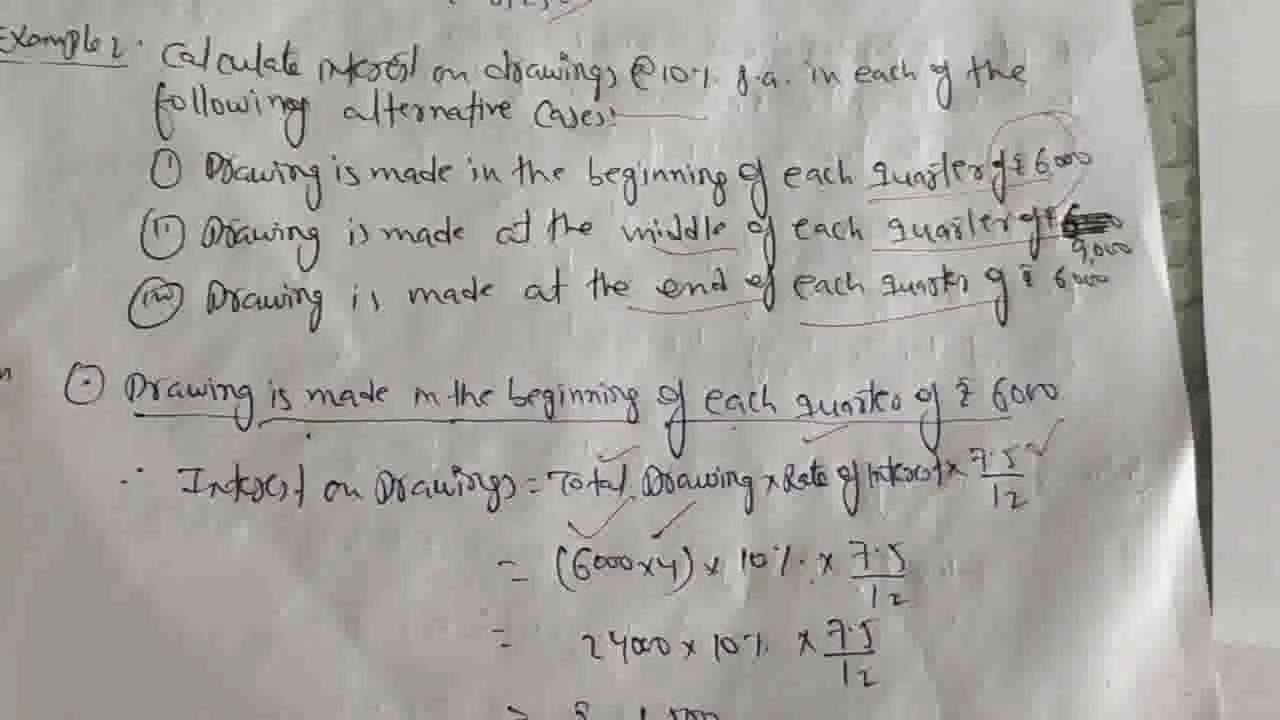 Example 2. Calculate interest on drawings @ 10% p.a. in each of the
following alternative cases:
(i) Drawing is made in the beginning of each quarter of ₹ 6000
(ii) Drawing is made at the middle of each quarter of ₹
9,000
(iii) Drawing is made at the end of each quarter of ₹ 6,000
Drawing is made in the beginning of each quarter of ₹ 6000
∴ Interest on Drawings = Total Drawing × Rate of Interest × 7.5/12
= (6000×4) × 10% × 7.5/12
= 24000 × 10% × 7.5/12